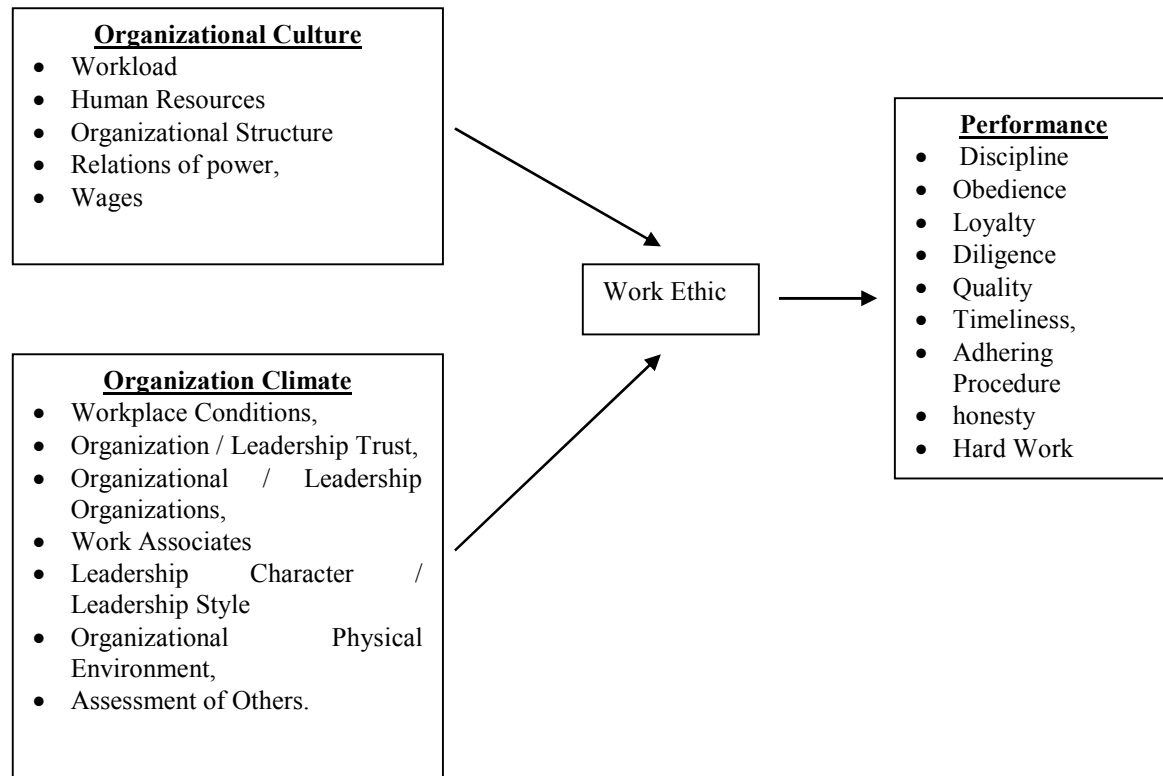 Organizational Culture
• Workload
• Human Resources
• Organizational Structure
• Relations of power,
• Wages
Organization Climate
• Workplace Conditions,
• Organization / Leadership Trust,
• Organizational / Leadership
Organizations,
• Work Associates
• Leadership Character /
Leadership Style
• Organizational Physical
Environment,
• Assessment of Others.
Work Ethic
Performance
• Discipline
• Obedience
• Loyalty
• Diligence
• Quality
• Timeliness,
• Adhering
Procedure
• honesty
• Hard Work